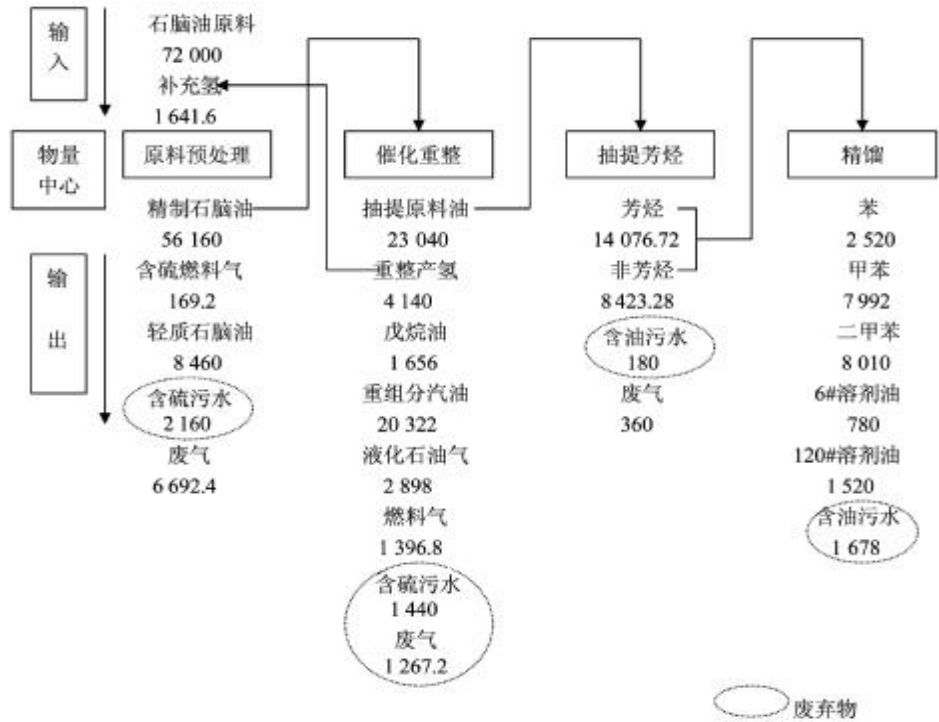 输
入
石脑油原料
72 000
补充氢
1 641.6
物量
中心
原料预处理
催化重整
抽提芳烃
精馏
输
出
精制石脑油
56 160
含硫燃料气
169.2
轻质石脑油
8 460
含硫污水
2 160
废气
6 692.4
抽提原料油
23 040
重整产氢
4 140
戊烷油
1 656
重组分汽油
20 322
液化石油气
2 898
燃料气
1 396.8
含硫污水
1 440
废气
1 267.2
芳烃
14 076.72
非芳烃
8 423.28
含油污水
180
废气
360
苯
2 520
甲苯
7 992
二甲苯
8 010
6#溶剂油
780
120#溶剂油
1 520
含油污水
1 678
废弃物